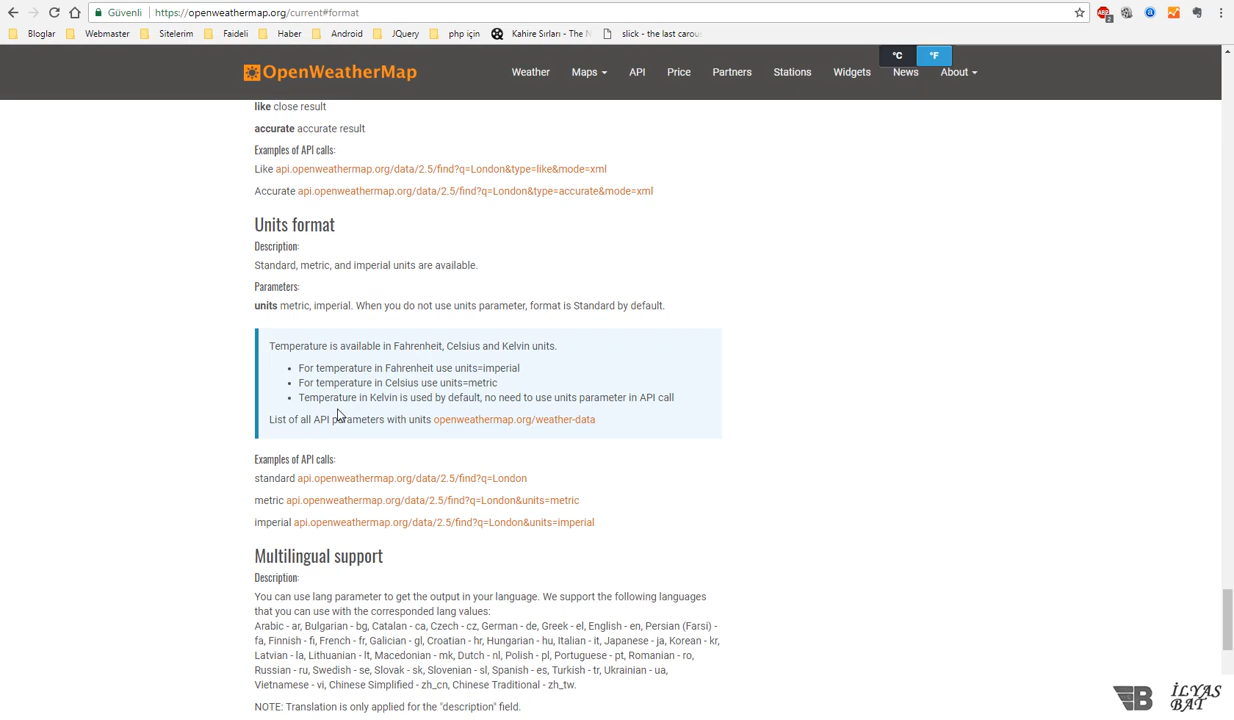 Güvenli
https://openweathermap.org/current#format
ABP
2
Bloglar Webmaster Sitelerim Faideli Haber Android JQuery php için Kahire Sırları - The N slick - the last carous
°C °F
OpenWeatherMap
Weather Maps API Price Partners Stations Widgets News About
like close result
accurate accurate result
Examples of API calls:
Like api.openweathermap.org/data/2.5/find?q=London&type=like&mode=xml
Accurate api.openweathermap.org/data/2.5/find?q=London&type=accurate&mode=xml
Units format
Description:
Standard, metric, and imperial units are available.
Parameters:
units metric, imperial. When you do not use units parameter, format is Standard by default.
Temperature is available in Fahrenheit, Celsius and Kelvin units.
• For temperature in Fahrenheit use units=imperial
• For temperature in Celsius use units=metric
• Temperature in Kelvin is used by default, no need to use units parameter in API call
List of all API parameters with units openweathermap.org/weather-data
Examples of API calls:
standard api.openweathermap.org/data/2.5/find?q=London
metric api.openweathermap.org/data/2.5/find?q=London&units=metric
imperial api.openweathermap.org/data/2.5/find?q=London&units=imperial
Multilingual support
Description:
You can use lang parameter to get the output in your language. We support the following languages
that you can use with the corresponded lang values:
Arabic - ar, Bulgarian - bg, Catalan - ca, Czech - cz, German - de, Greek - el, English - en, Persian (Farsi) -
fa, Finnish - fi, French - fr, Galician - gl, Croatian - hr, Hungarian - hu, Italian - it, Japanese - ja, Korean - kr,
Latvian - la, Lithuanian - lt, Macedonian - mk, Dutch - nl, Polish - pl, Portuguese - pt, Romanian - ro,
Russian - ru, Swedish - se, Slovak - sk, Slovenian - sl, Spanish - es, Turkish - tr, Ukrainian - ua,
Vietnamese - vi, Chinese Simplified - zh_cn, Chinese Traditional - zh_tw.
NOTE: Translation is only applied for the "description" field.
B İLYAS
BAT